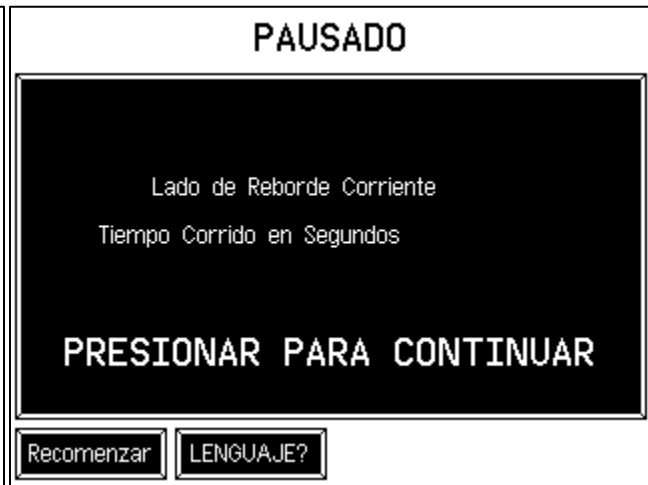 PAUSADO
Lado de Reborde Corriente
Tiempo Corrido en Segundos
PRESIONAR PARA CONTINUAR
Recomenzar LENGUAJE?